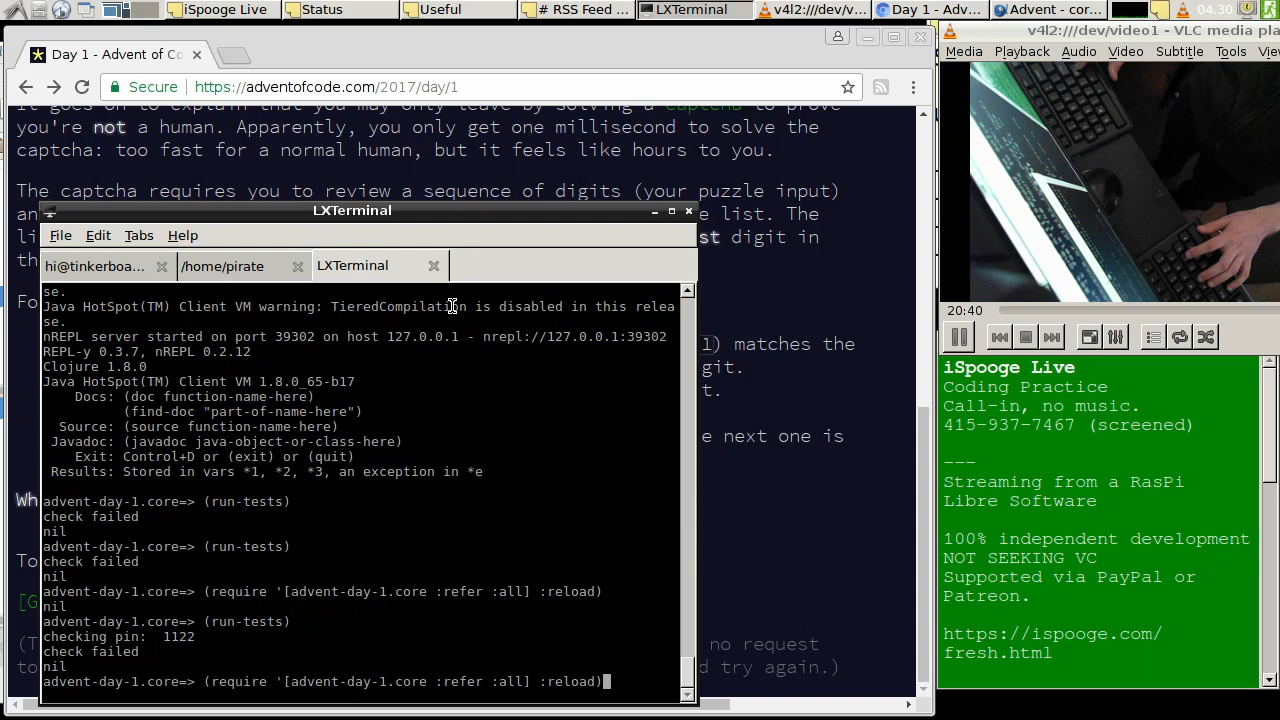 iSpooge Live
Status
Useful
# RSS Feed ...
LXTerminal
v4l2:///dev/v...
Day 1 - Adve...
Advent - cor...
04.30
Day 1 - Advent of Co
Secure
https://adventofcode.com/2017/day/1
it goes on to explain that you may only leave by solving a captcha to prove
you're not a human. Apparently, you only get one millisecond to solve the
captcha: too fast for a normal human, but it feels like hours to you.
The captcha requires you to review a sequence of digits (your puzzle input)
an
e list. The
li
st digit in
th
Fo
l) matches the
git.
t.
e next one is
Wh
To
[G
(T
no request
to
d try again.)
LXTerminal
File Edit Tabs Help
hi@tinkerboa...
/home/pirate
LXTerminal
se.
Java HotSpot(TM) Client VM warning: TieredCompilation is disabled in this relea
se.
nREPL server started on port 39302 on host 127.0.0.1 - nrepl://127.0.0.1:39302
REPL-y 0.3.7, nREPL 0.2.12
Clojure 1.8.0
Java HotSpot(TM) Client VM 1.8.0_65-b17
Docs: (doc function-name-here)
(find-doc "part-of-name-here")
Source: (source function-name-here)
Javadoc: (javadoc java-object-or-class-here)
Exit: Control+D or (exit) or (quit)
Results: Stored in vars *1, *2, *3, an exception in *e
advent-day-1.core=> (run-tests)
check failed
nil
advent-day-1.core=> (run-tests)
check failed
nil
advent-day-1.core=> (require '[advent-day-1.core :refer :all] :reload)
nil
advent-day-1.core=> (run-tests)
checking pin:  1122
check failed
nil
advent-day-1.core=> (require '[advent-day-1.core :refer :all] :reload)
v4l2:///dev/video1 - VLC media pla
Media Playback Audio Video Subtitle Tools Vie
20:40
iSpooge Live
Coding Practice
Call-in, no music.
415-937-7467 (screened)
---
Streaming from a RasPi
Libre Software
100% independent development
NOT SEEKING VC
Supported via PayPal or
Patreon.
https://ispooge.com/
fresh.html